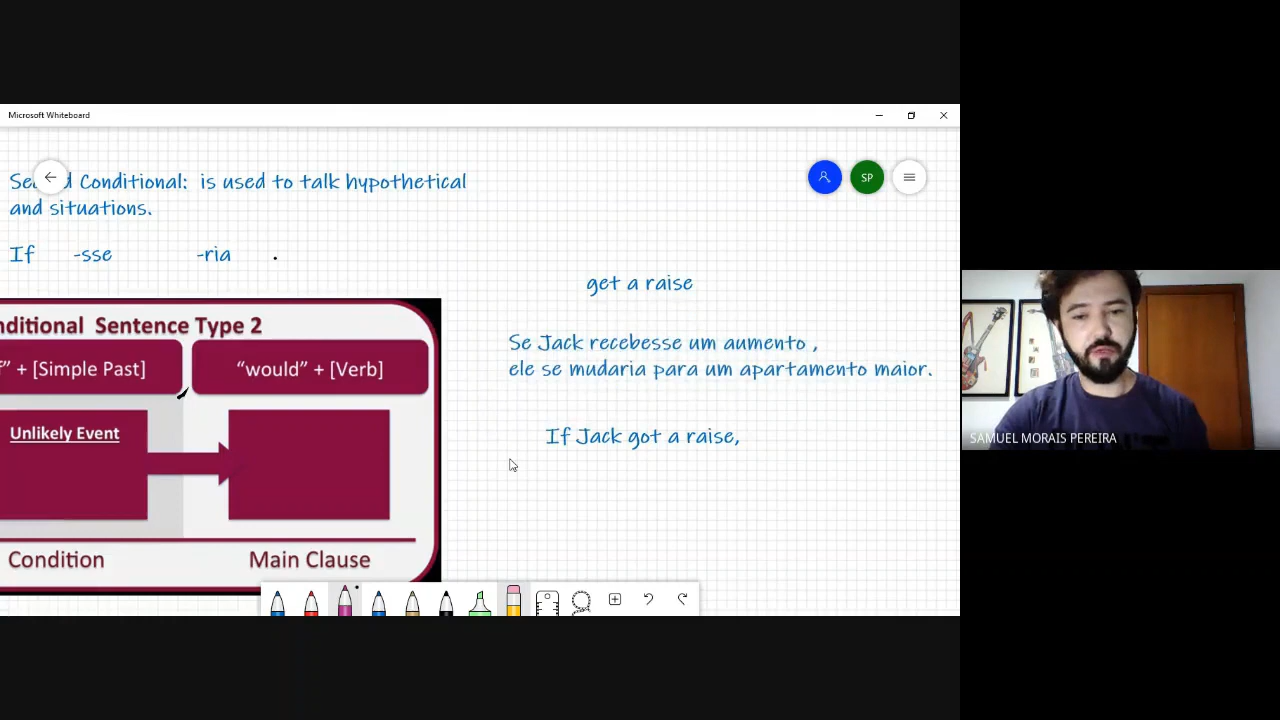 Microsoft Whiteboard
Conditional: is used to talk hypothetical
and situations.
If -sse -ria .
SP
get a raise
Conditional Sentence Type 2
Se Jack recebesse um aumento ,
ele se mudaria para um apartamento maior.
+ [Simple Past]
“would” + [Verb]
Unlikely Event
If Jack got a raise,
SAMUEL MORAIS PEREIRA
Condition
Main Clause